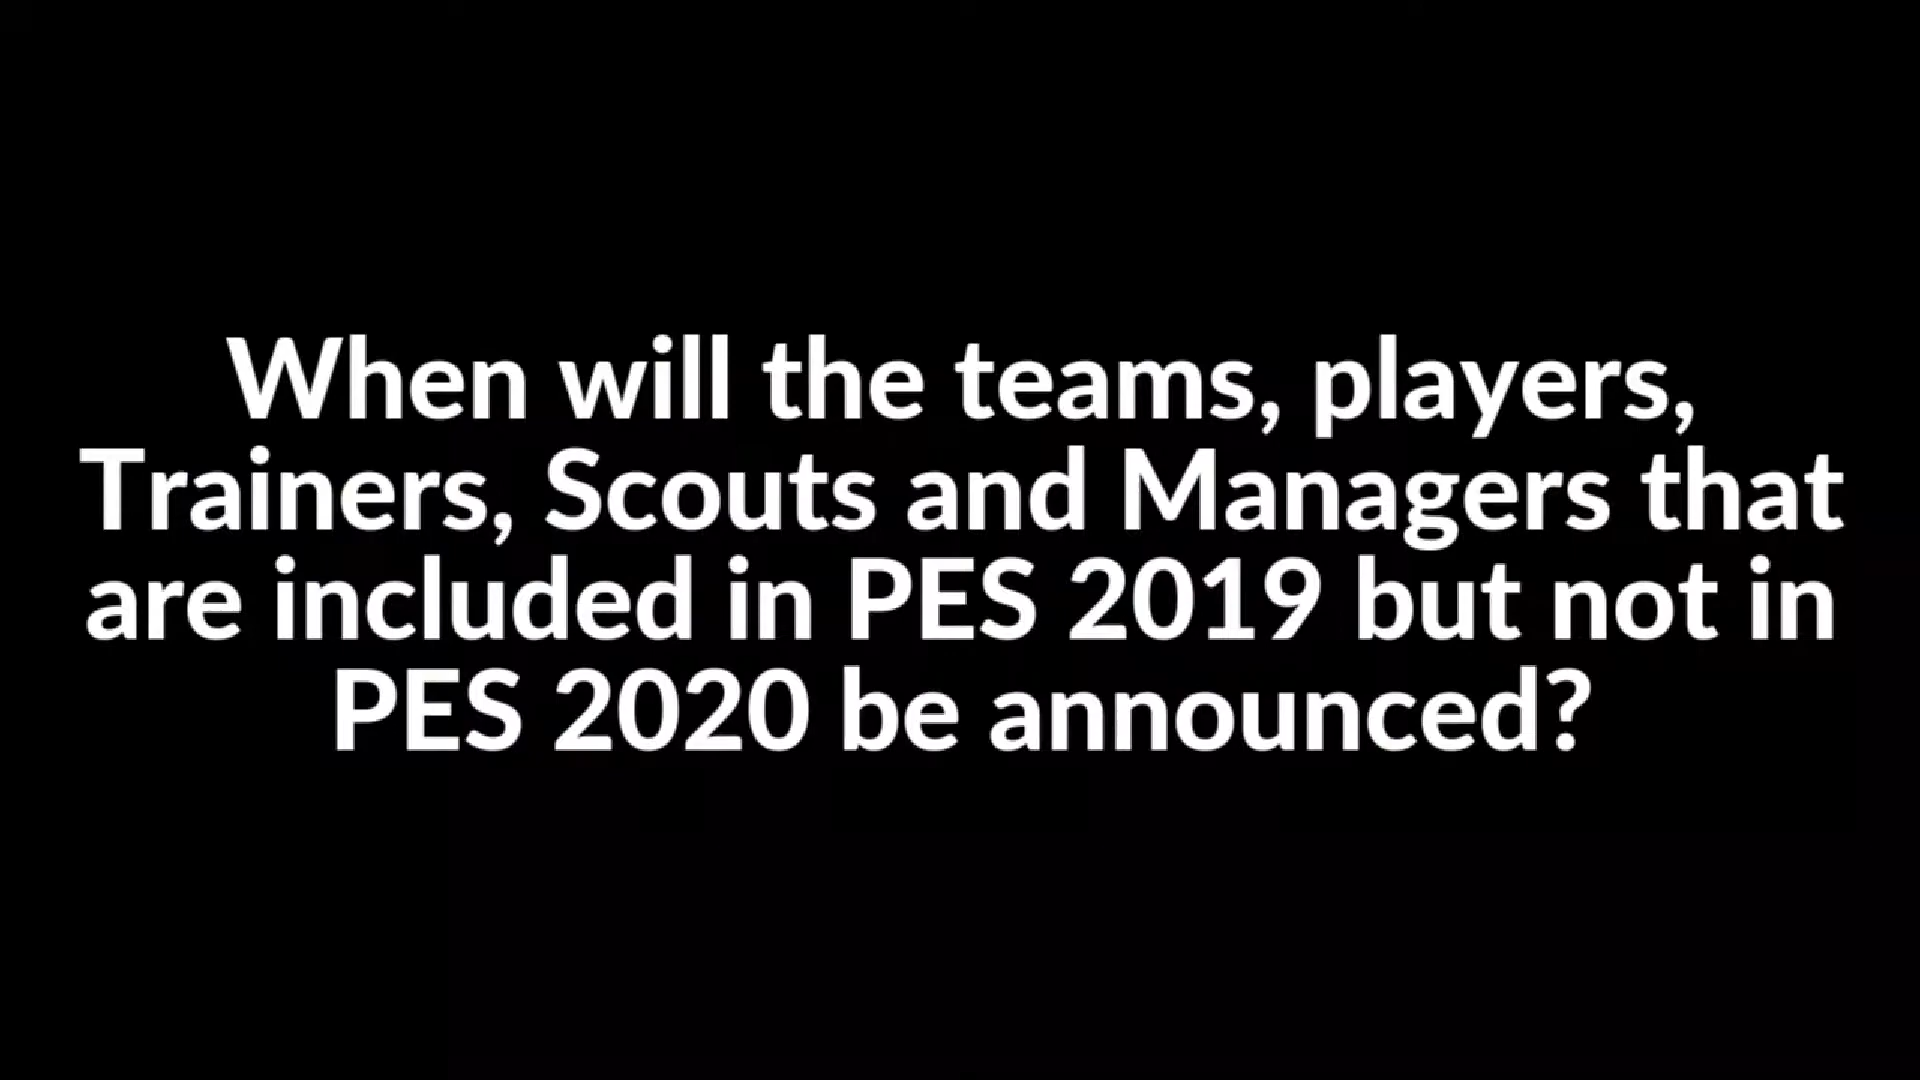 When will the teams, players,
Trainers, Scouts and Managers that
are included in PES 2019 but not in
PES 2020 be announced?